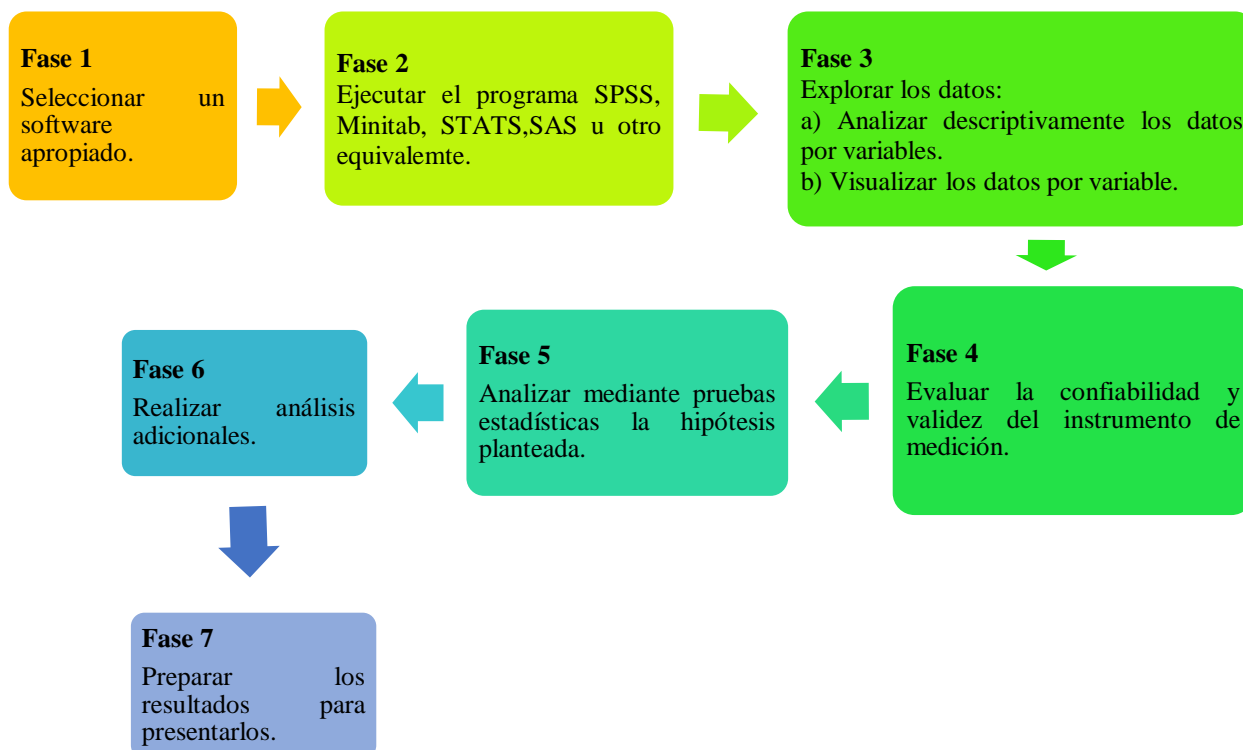 Fase 1
Seleccionar un
software
apropiado.
Fase 2
Ejecutar el programa SPSS,
Minitab, STATS,SAS u otro
equivalemte.
Fase 3
Explorar los datos:
a) Analizar descriptivamente los datos
por variables.
b) Visualizar los datos por variable.
Fase 4
Evaluar la confiabilidad y
validez del instrumento de
medición.
Fase 5
Analizar mediante pruebas
estadísticas la hipótesis
planteada.
Fase 6
Realizar análisis
adicionales.
Fase 7
Preparar los
resultados para
presentarlos.